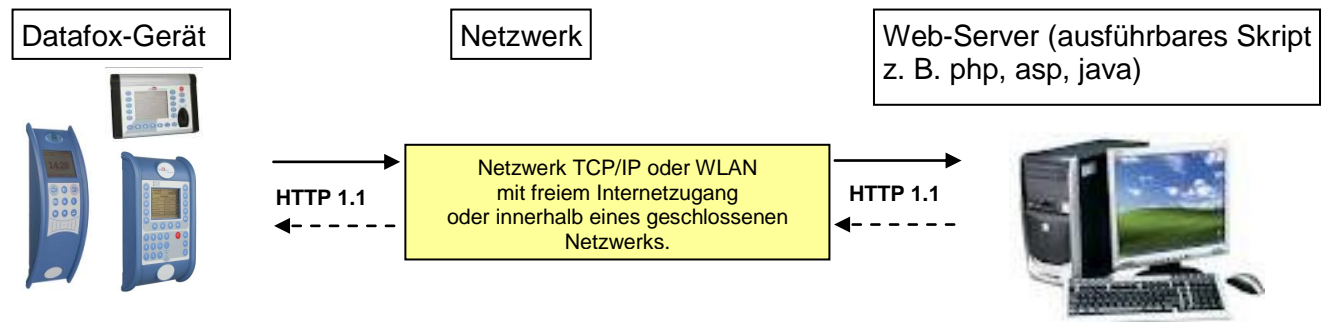 Datafox-Gerät
Netzwerk
Web-Server (ausführbares Skript
z. B. php, asp, java)
HTTP 1.1
Netzwerk TCP/IP oder WLAN
mit freiem Internetzugang
oder innerhalb eines geschlossenen
Netzwerks.
HTTP 1.1